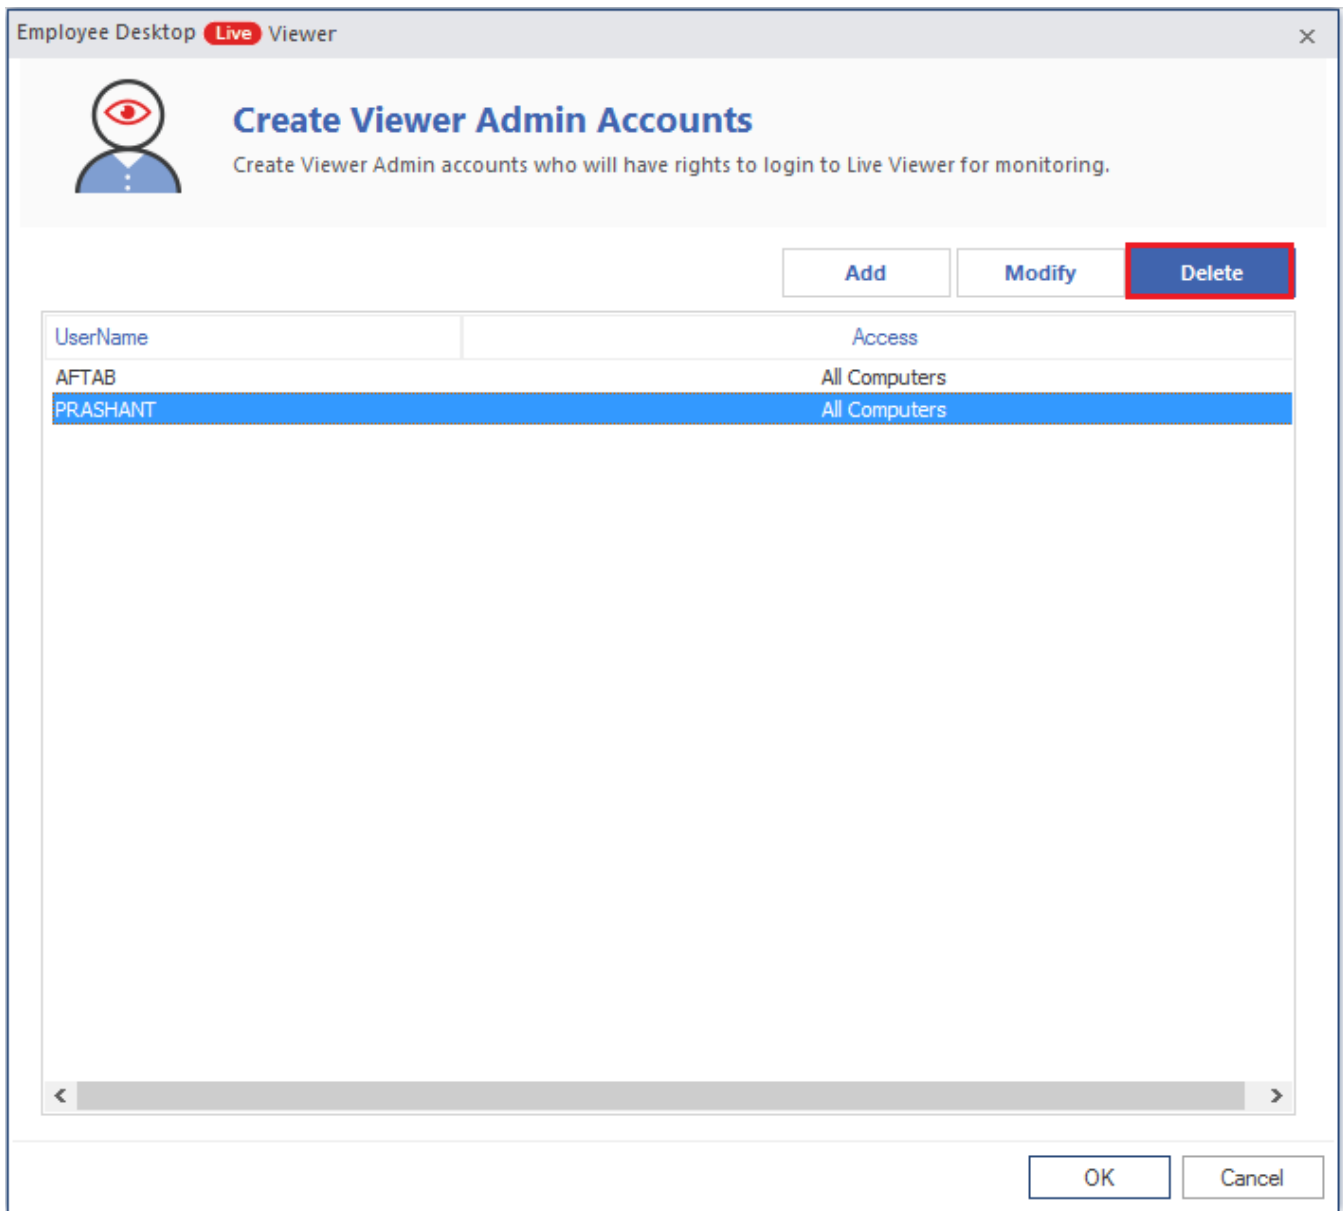 Employee Desktop Live Viewer
Create Viewer Admin Accounts
Create Viewer Admin accounts who will have rights to login to Live Viewer for monitoring.
Add Modify Delete
UserName Access
AFTAB All Computers
PRASHANT All Computers
OK Cancel